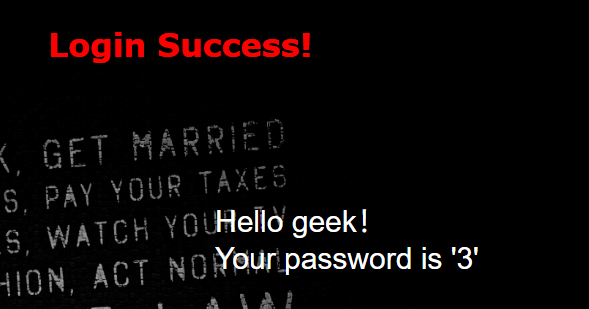 Login Success!
K, GET MARRIED
S, PAY YOUR TAXES
S, WATCH YOUR TV
Hello geek!
HION, ACT NORMAL
Your password is '3'
LAW